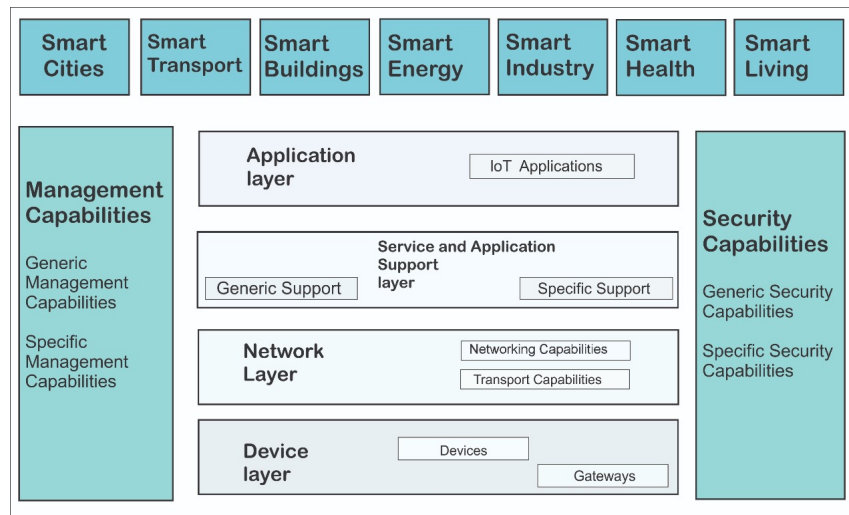 Smart
Cities
Smart
Transport
Smart
Buildings
Smart
Energy
Smart
Industry
Smart
Health
Smart
Living
Management
Capabilities
Generic
Management
Capabilities
Specific
Management
Capabilities
Application
layer
IoT Applications
Service and Application
Support
layer
Generic Support
Specific Support
Network
Layer
Networking Capabilities
Transport Capabilities
Device
layer
Devices
Gateways
Security
Capabilities
Generic Security
Capabilities
Specific Security
Capabilities